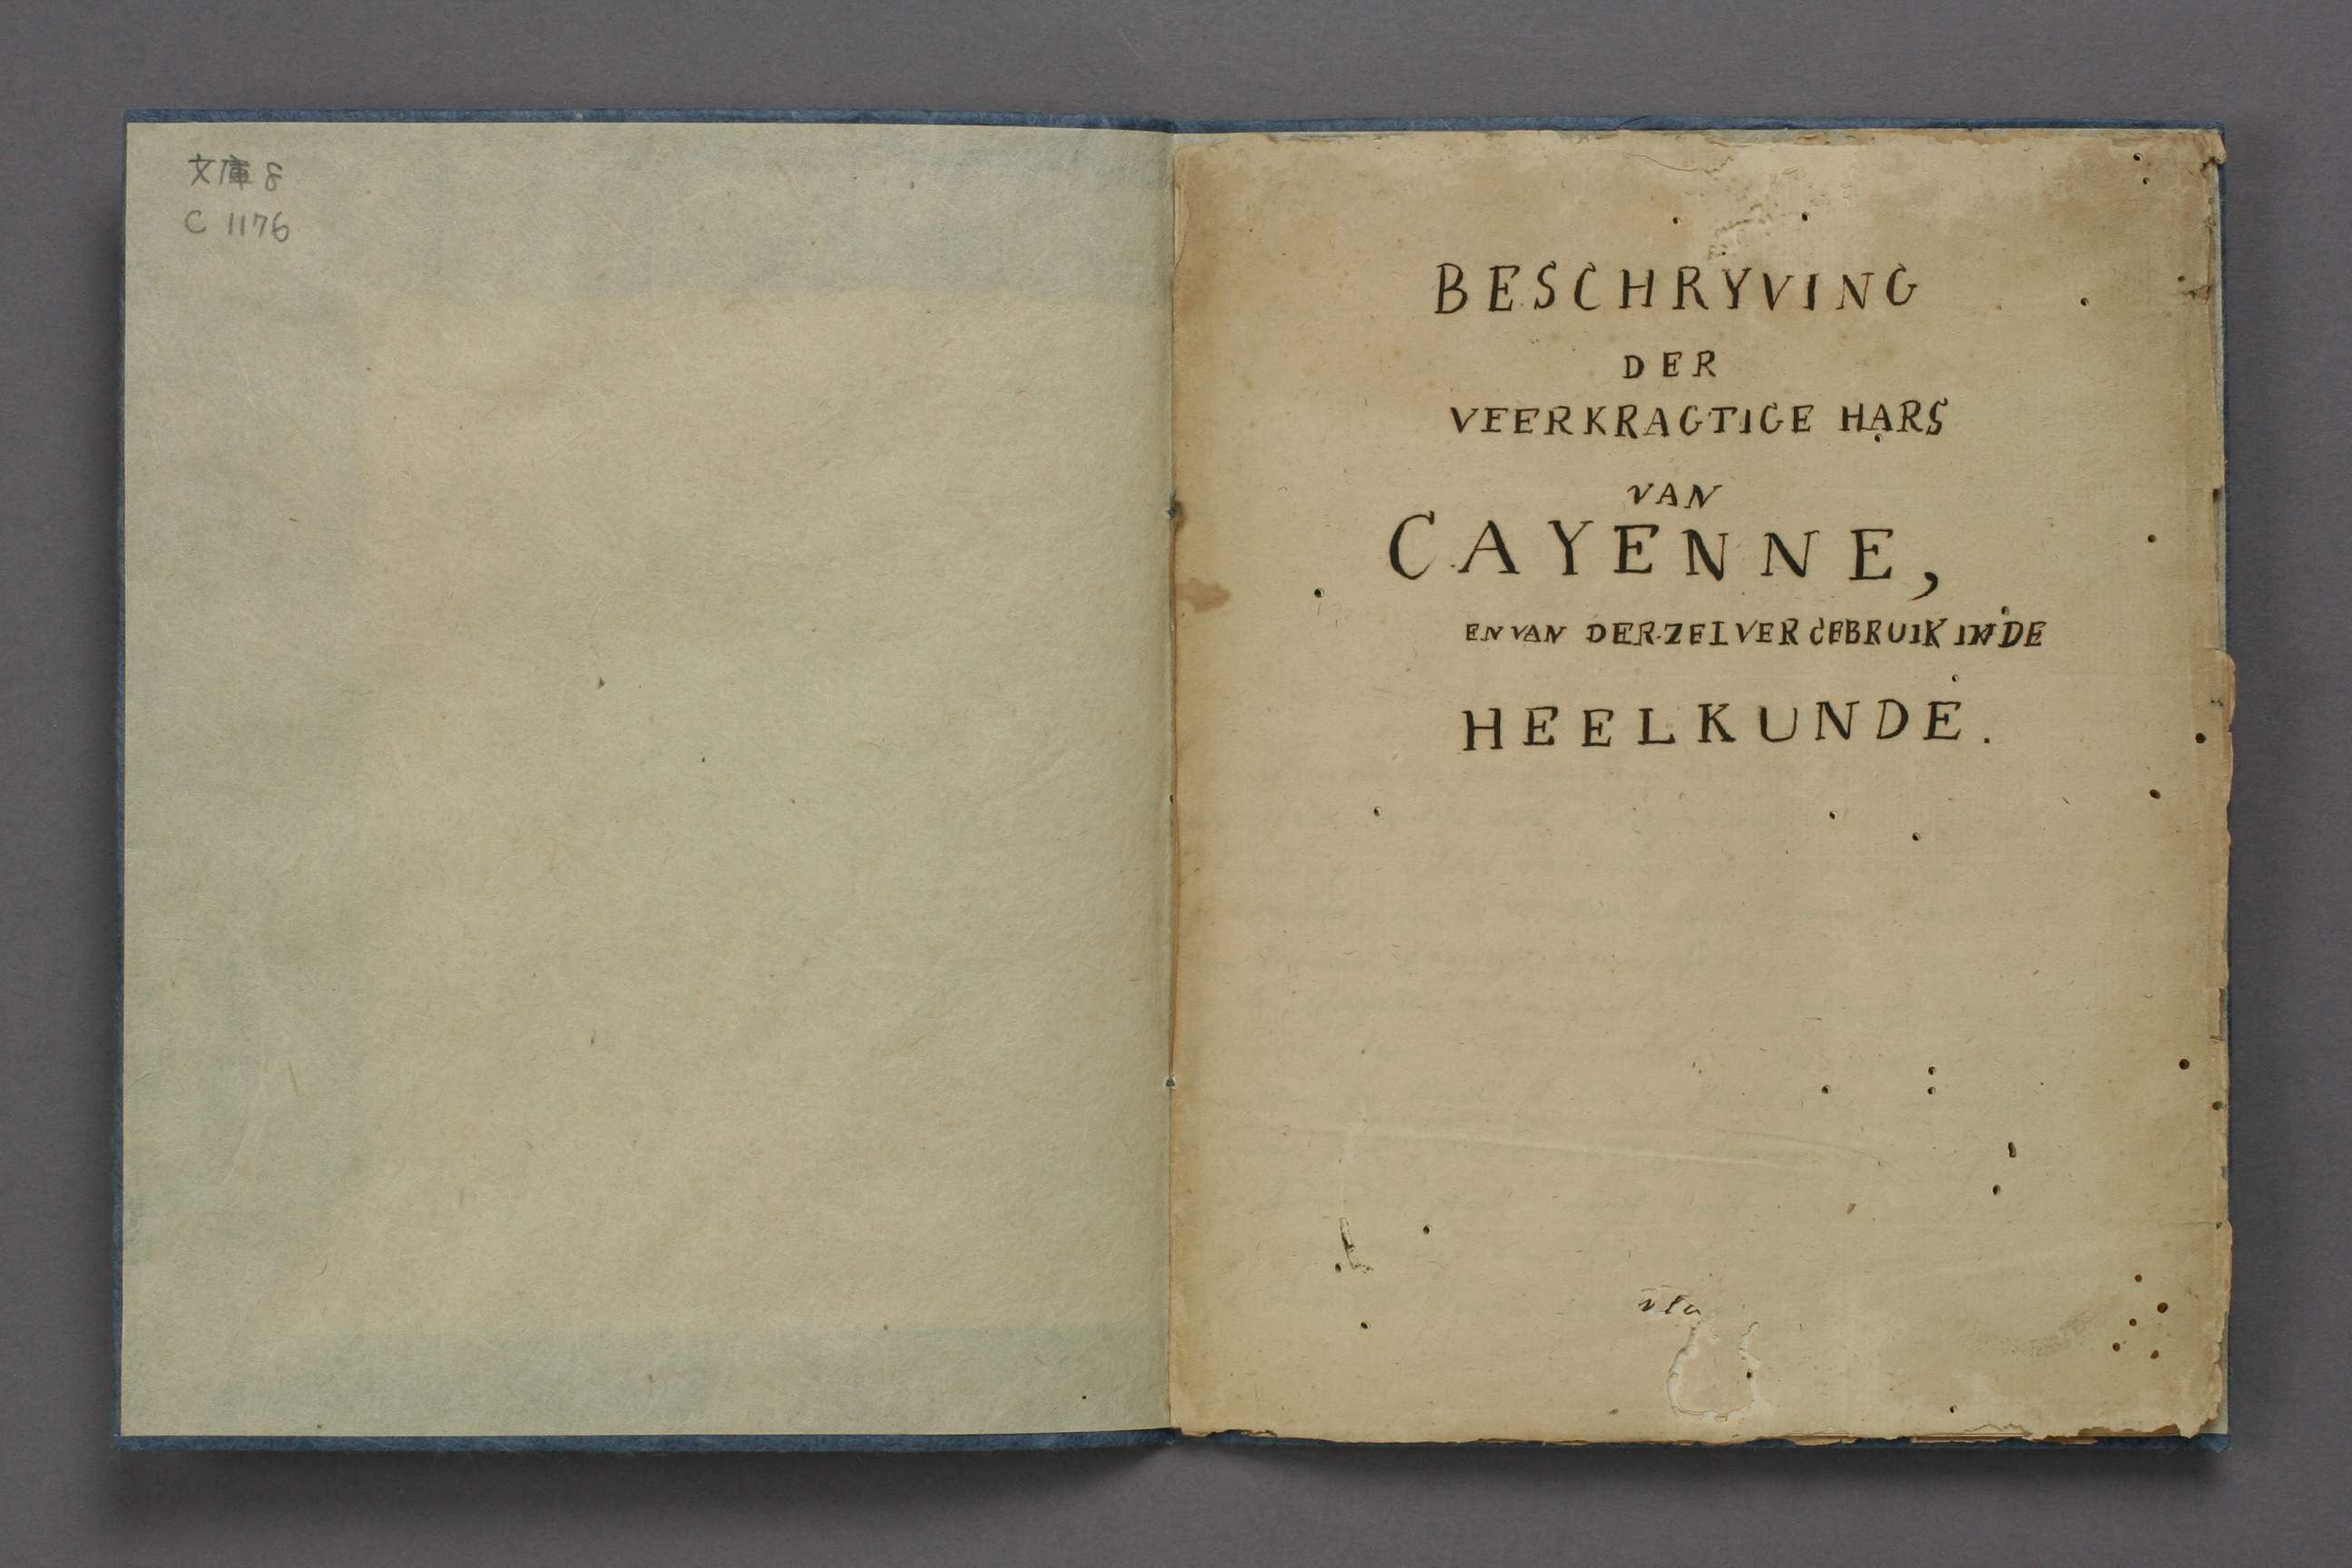 文庫 8
C 1176
BESCHRYVING
DER
VEERKRAGTIGE HARS
VAN
CAYENNE,
EN VAN DERZELVER GEBRUIK IN DE
HEELKUNDE.